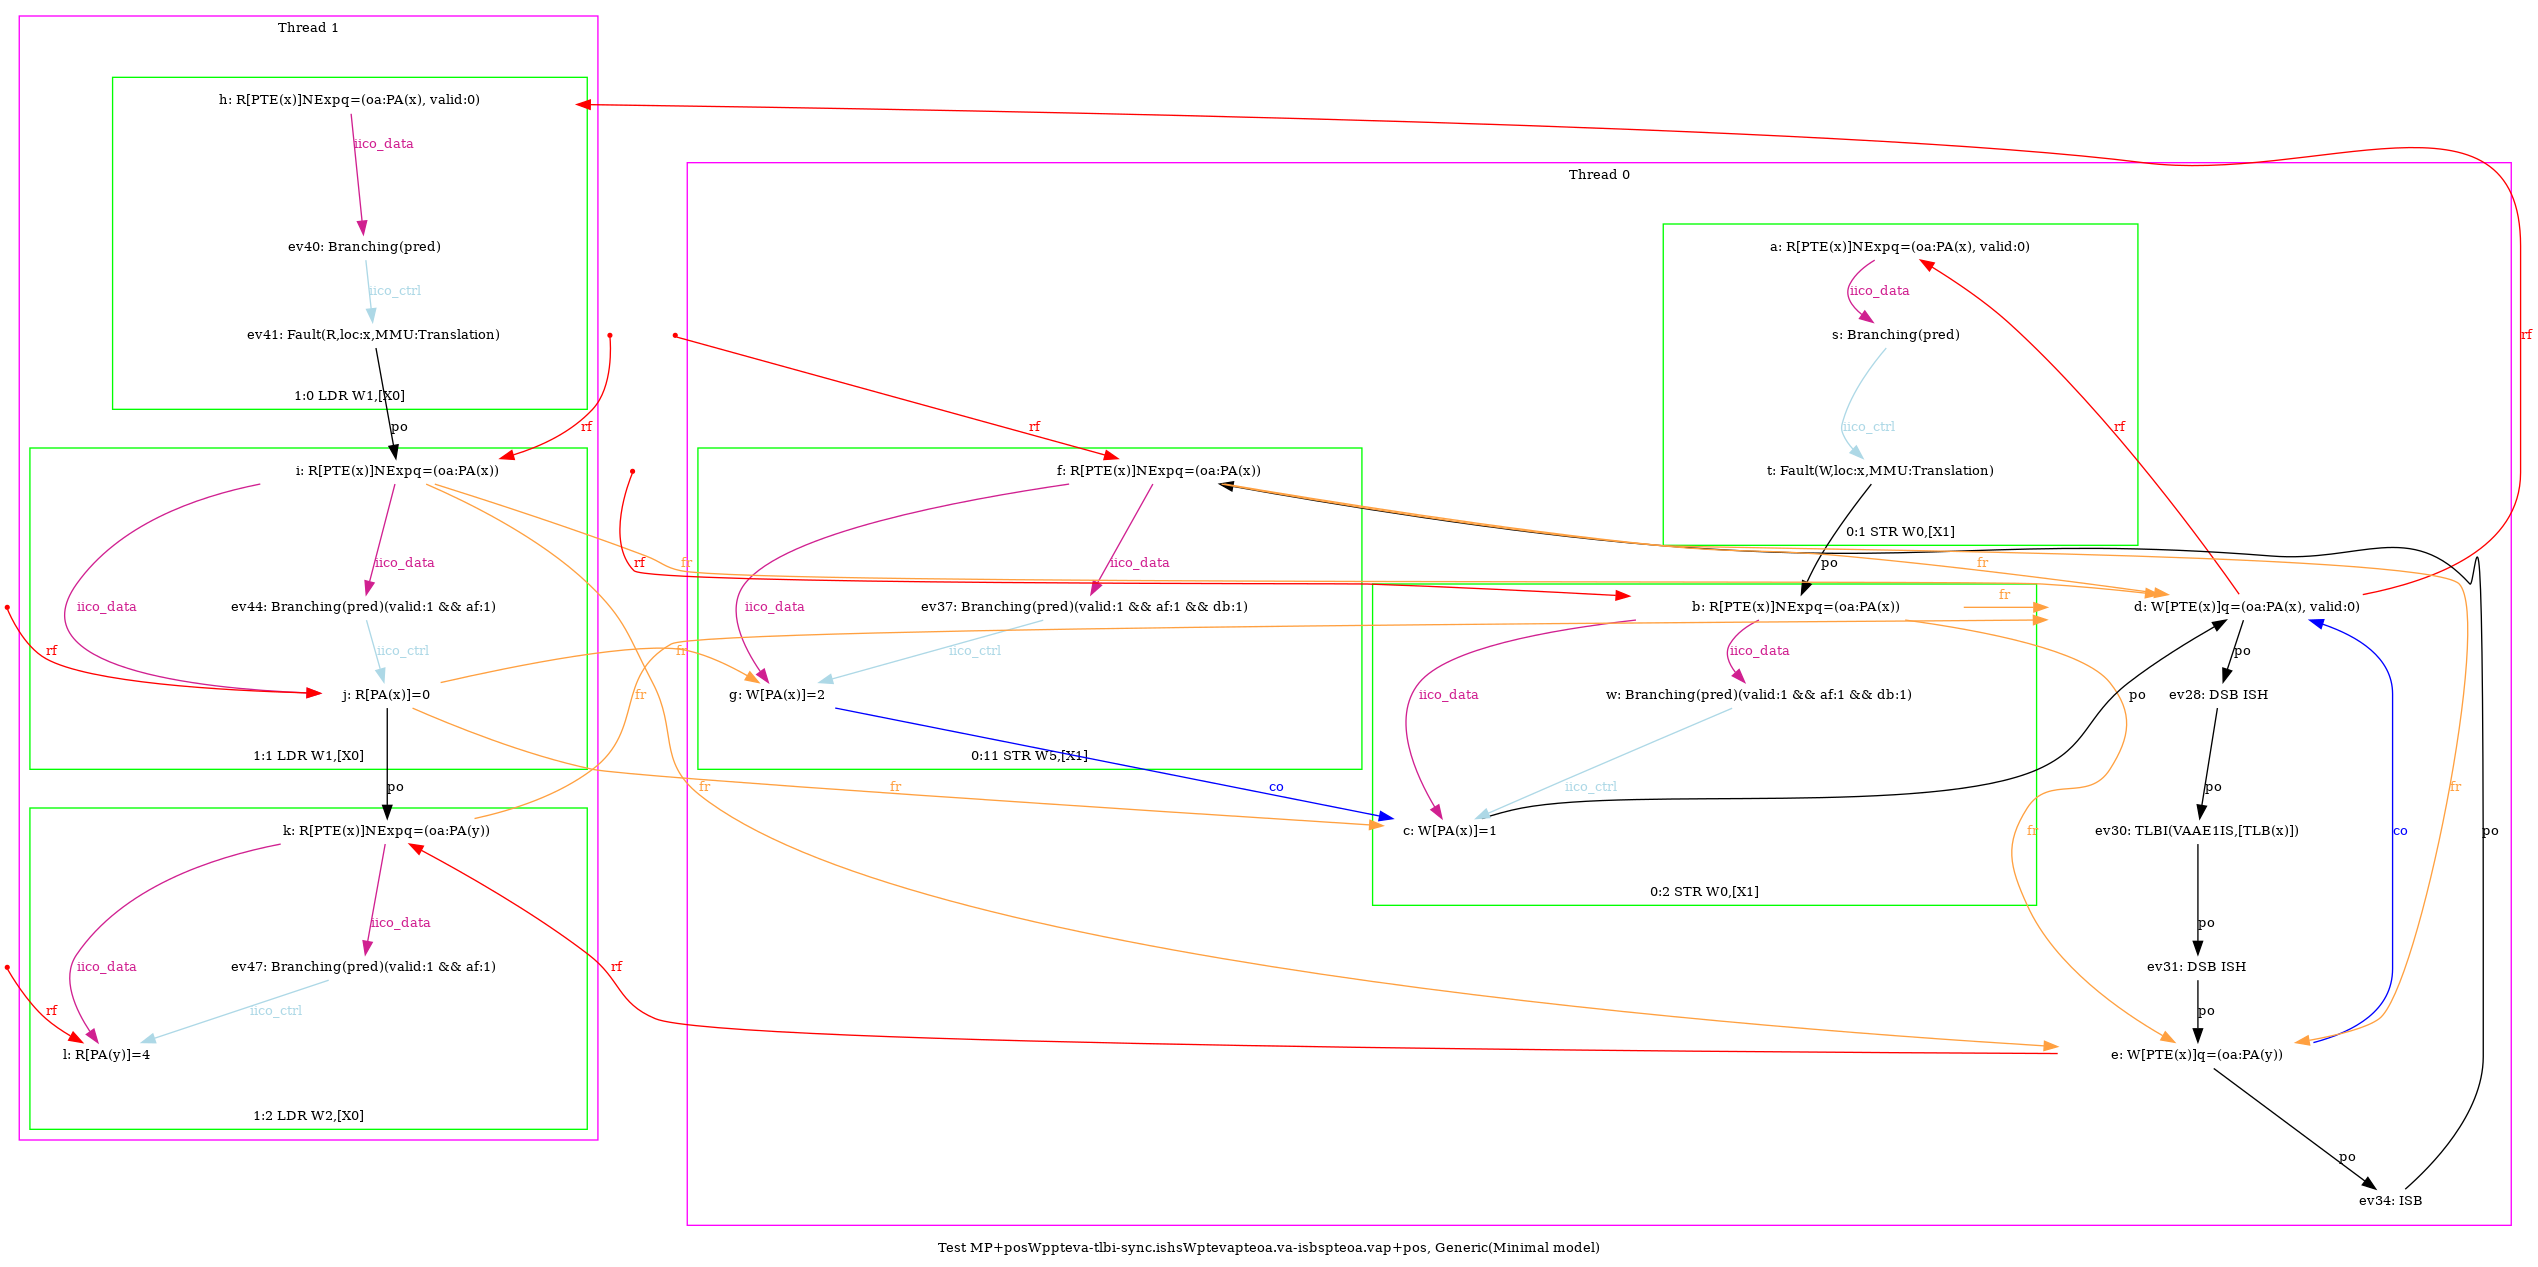 Thread 1
h: R[PTE(x)]NExpq=(oa:PA(x), valid:0)
iico_data
ev40: Branching(pred)
iico_ctrl
ev41: Fault(R,loc:x,MMU:Translation)
1:0 LDR W1,[X0]
po
rf
i: R[PTE(x)]NExpq=(oa:PA(x))
iico_data
iico_data
ev44: Branching(pred)(valid:1 && af:1)
rf
iico_ctrl
j: R[PA(x)]=0
1:1 LDR W1,[X0]
po
k: R[PTE(x)]NExpq=(oa:PA(y))
iico_data
iico_data
ev47: Branching(pred)(valid:1 && af:1)
rf
iico_ctrl
l: R[PA(y)]=4
1:2 LDR W2,[X0]
Thread 0
a: R[PTE(x)]NExpq=(oa:PA(x), valid:0)
iico_data
s: Branching(pred)
rf
rf
iico_ctrl
t: Fault(W,loc:x,MMU:Translation)
0:1 STR W0,[X1]
rf
f: R[PTE(x)]NExpq=(oa:PA(x))
rf
fr
iico_data
iico_data
po
fr
ev37: Branching(pred)(valid:1 && af:1 && db:1)
b: R[PTE(x)]NExpq=(oa:PA(x))
fr
d: W[PTE(x)]q=(oa:PA(x), valid:0)
fr
iico_ctrl
iico_data
po
fr
g: W[PA(x)]=2
iico_data
w: Branching(pred)(valid:1 && af:1 && db:1)
po
ev28: DSB ISH
0:11 STR W5,[X1]
fr
fr
co
iico_ctrl
po
fr
c: W[PA(x)]=1
fr
ev30: TLBI(VAAE1IS,[TLB(x)])
co
po
0:2 STR W0,[X1]
po
rf
ev31: DSB ISH
po
e: W[PTE(x)]q=(oa:PA(y))
po
ev34: ISB
Test MP+posWppteva-tlbi-sync.ishsWptevapteoa.va-isbspteoa.vap+pos, Generic(Minimal model)